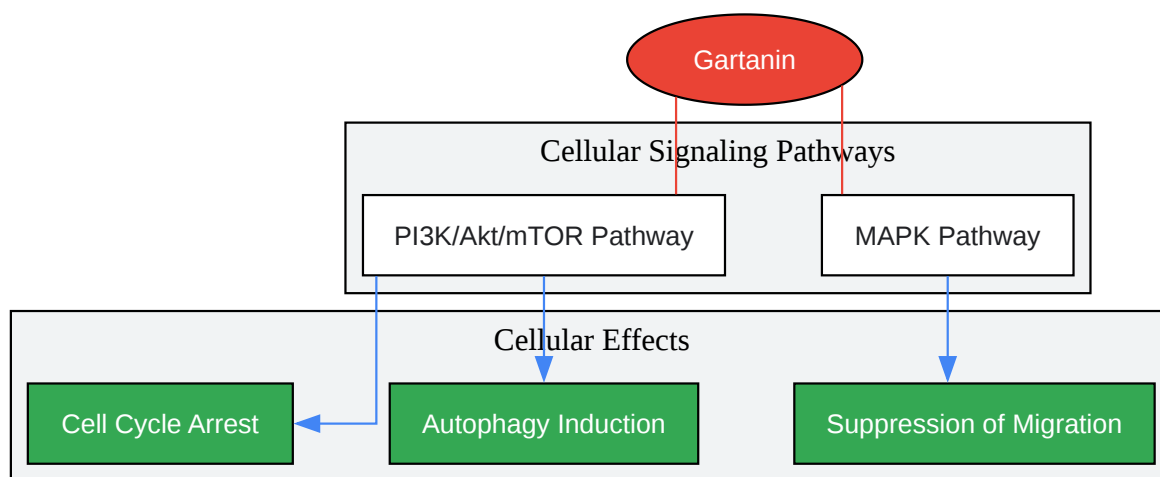 Gartanin
Cellular Signaling Pathways
PI3K/Akt/mTOR Pathway
MAPK Pathway
Cellular Effects
Cell Cycle Arrest
Autophagy Induction
Suppression of Migration